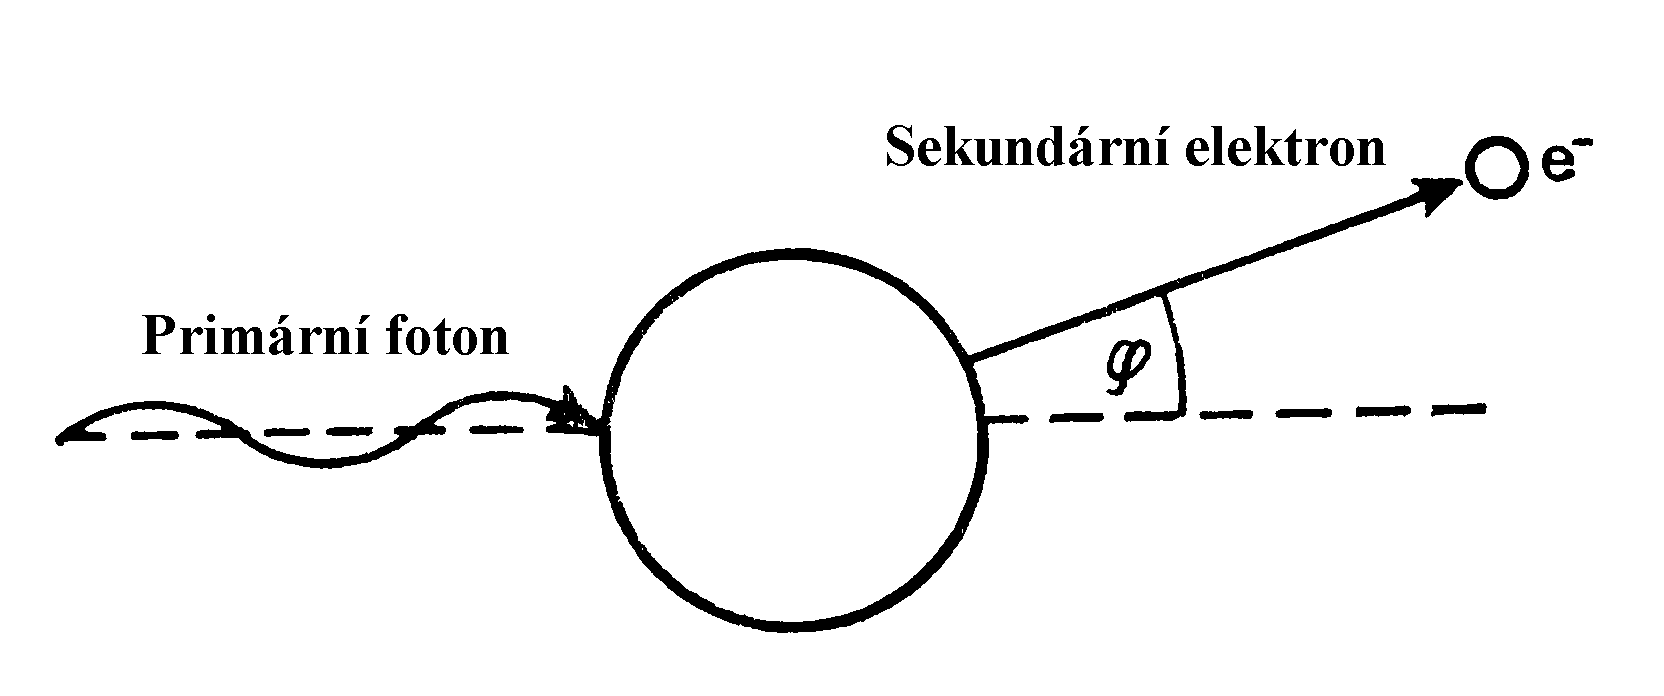 Sekundární elektron
e⁻
Primární foton
φ